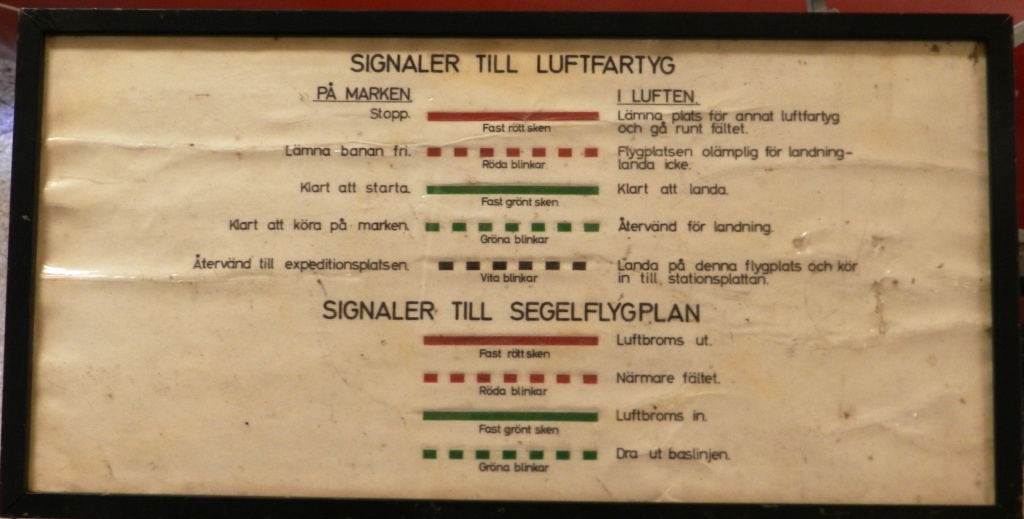 SIGNALER TILL LUFTFARTYG
PÅ MARKEN
I LUFTEN.
Stopp.
Fast rött sken
Lämna plats för annat luftfartyg
och gå runt fältet.
Lämna banan fri.
Röda blinkar
Flygplatsen olämplig för landning-
landa icke.
Klart att starta.
Fast grönt sken
Klart att landa.
Klart att köra på marken.
Gröna blinkar
Återvänd för landning.
Återvänd till expeditionsplatsen.
Vita blinkar
Landa på denna flygplats och kör
in till stationsplattan.
SIGNALER TILL SEGELFLYGPLAN
Fast rött sken
Luftbroms ut.
Röda blinkar
Närmare fältet.
Fast grönt sken
Luftbroms in.
Gröna blinkar
Dra ut baslinjen.